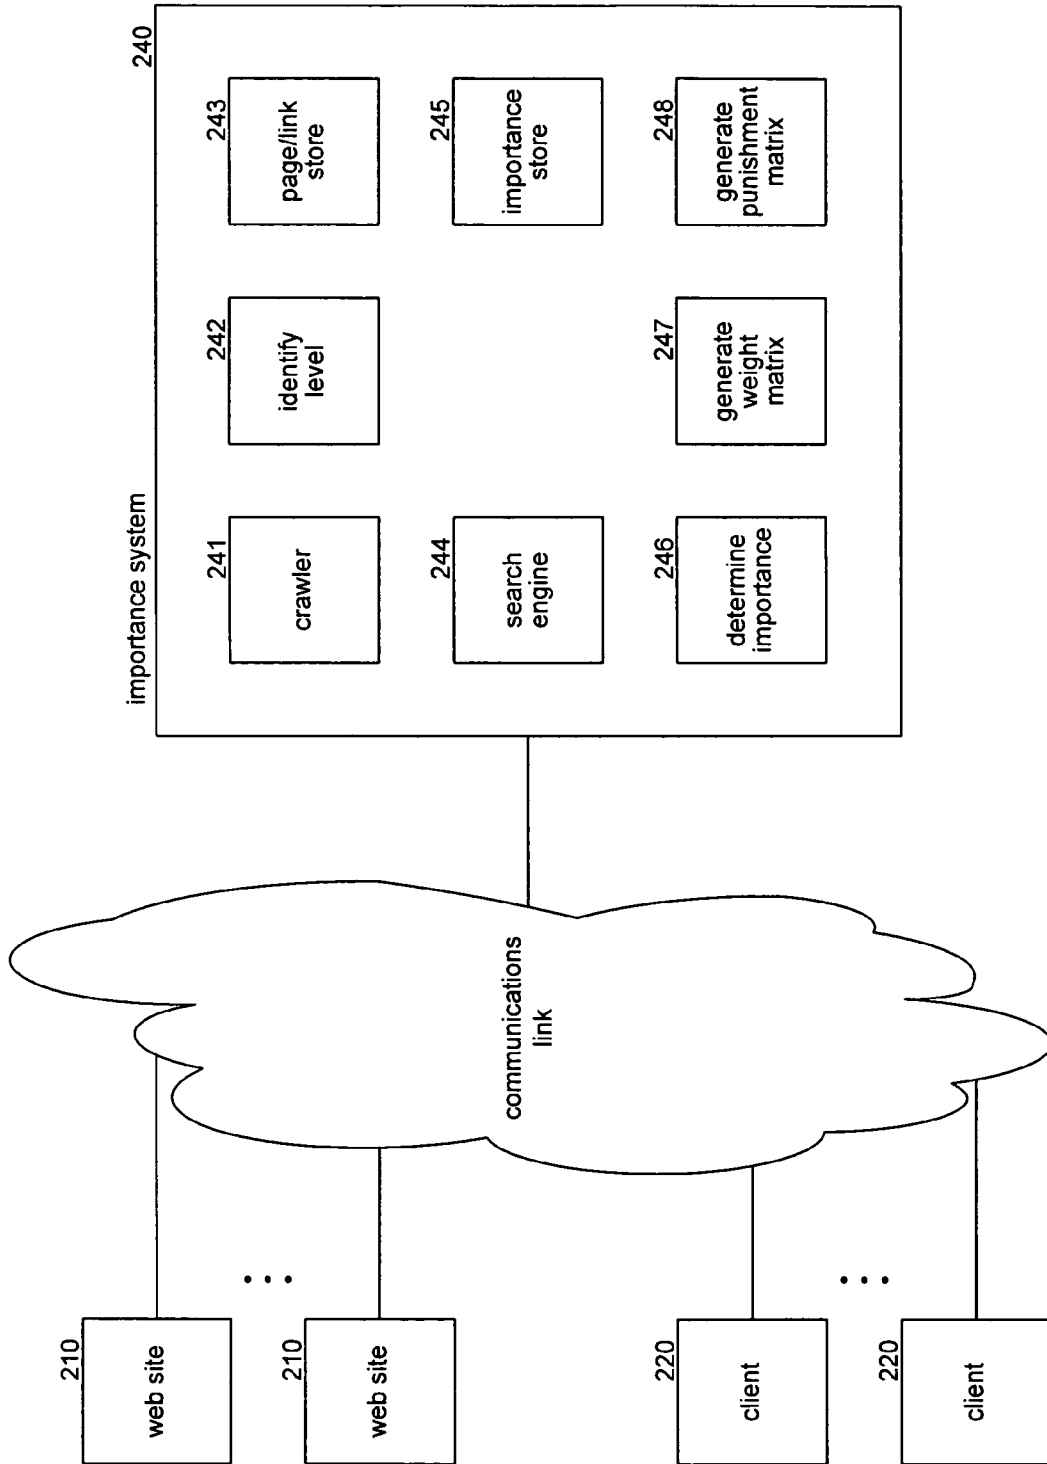 importance system
240
241
crawler
242
identify
level
243
page/link
store
244
search
engine
245
importance
store
246
determine
importance
247
generate
weight
matrix
248
generate
punishment
matrix
communications
link
210
web site
210
web site
220
client
220
client